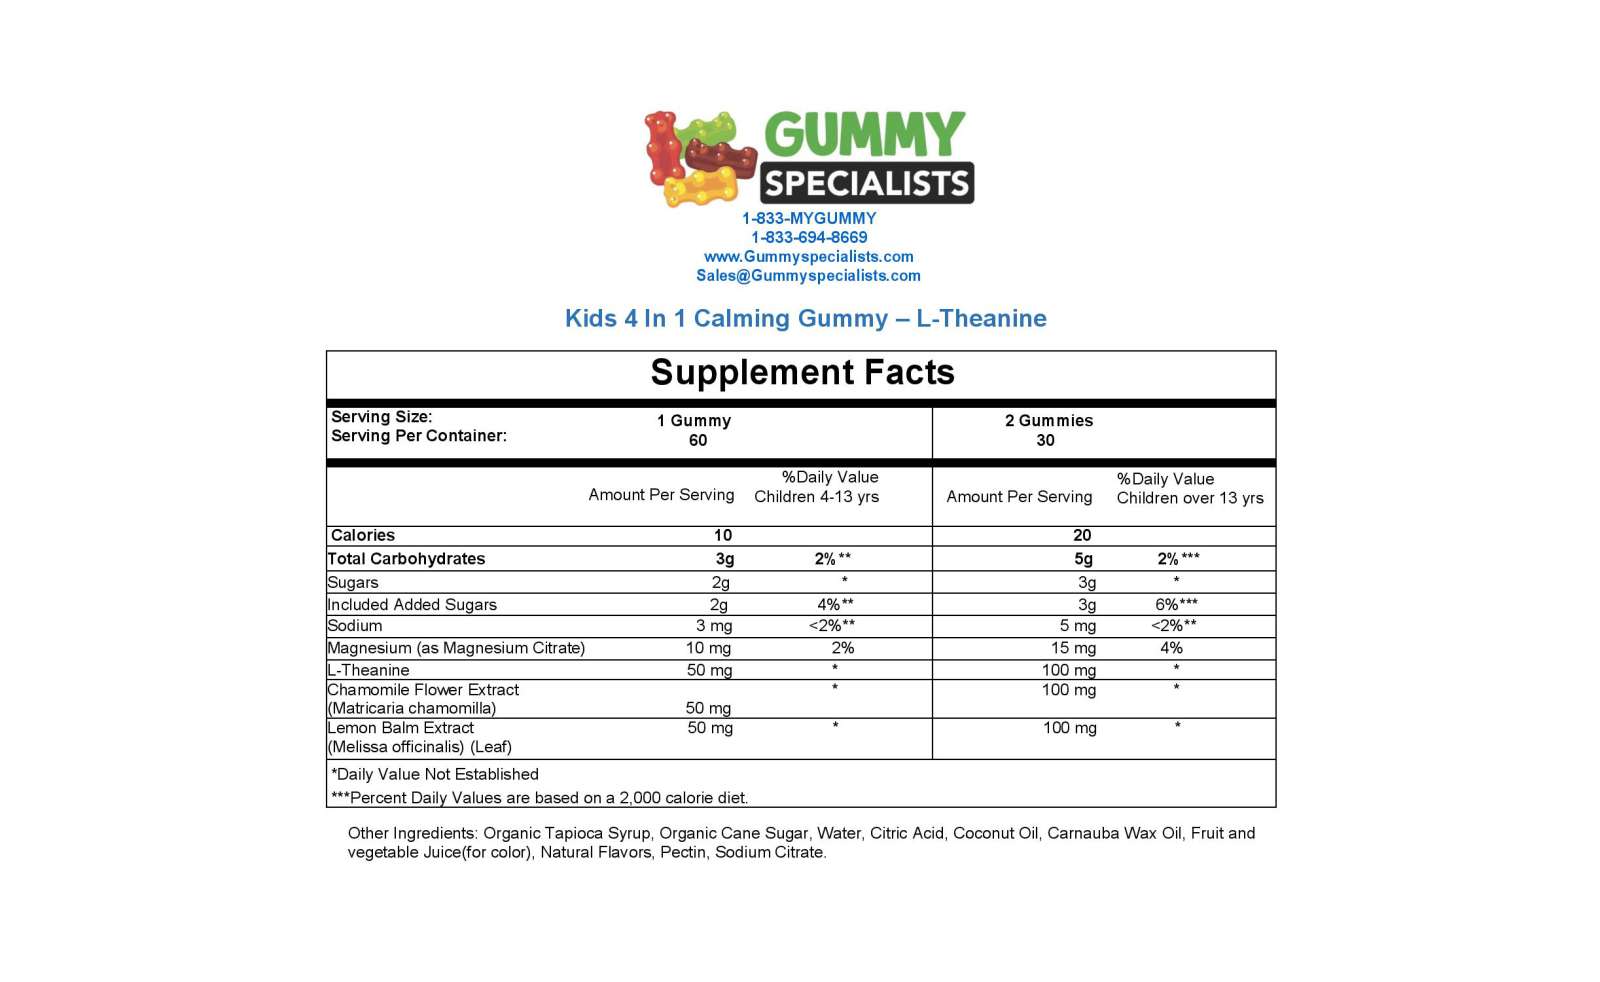 GUMMY
SPECIALISTS
1-833-MYGUMMY
1-833-694-8669
www.Gummyspecialists.com
Sales@Gummyspecialists.com
Kids 4 In 1 Calming Gummy – L-Theanine
Supplement Facts
Serving Size: 1 Gummy 2 Gummies
Serving Per Container: 60 30
%Daily Value %Daily Value
Amount Per Serving Children 4-13 yrs Amount Per Serving Children over 13 yrs
Calories 10 20
Total Carbohydrates 3g 2%** 5g 2%***
Sugars 2g * 3g *
Included Added Sugars 2g 4%** 3g 6%***
Sodium 3 mg <2%** 5 mg <2%**
Magnesium (as Magnesium Citrate) 10 mg 2% 15 mg 4%
L-Theanine 50 mg * 100 mg *
Chamomile Flower Extract * 100 mg *
(Matricaria chamomilla) 50 mg
Lemon Balm Extract 50 mg * 100 mg *
(Melissa officinalis) (Leaf)
*Daily Value Not Established
***Percent Daily Values are based on a 2,000 calorie diet.
Other Ingredients: Organic Tapioca Syrup, Organic Cane Sugar, Water, Citric Acid, Coconut Oil, Carnauba Wax Oil, Fruit and
vegetable Juice(for color), Natural Flavors, Pectin, Sodium Citrate.